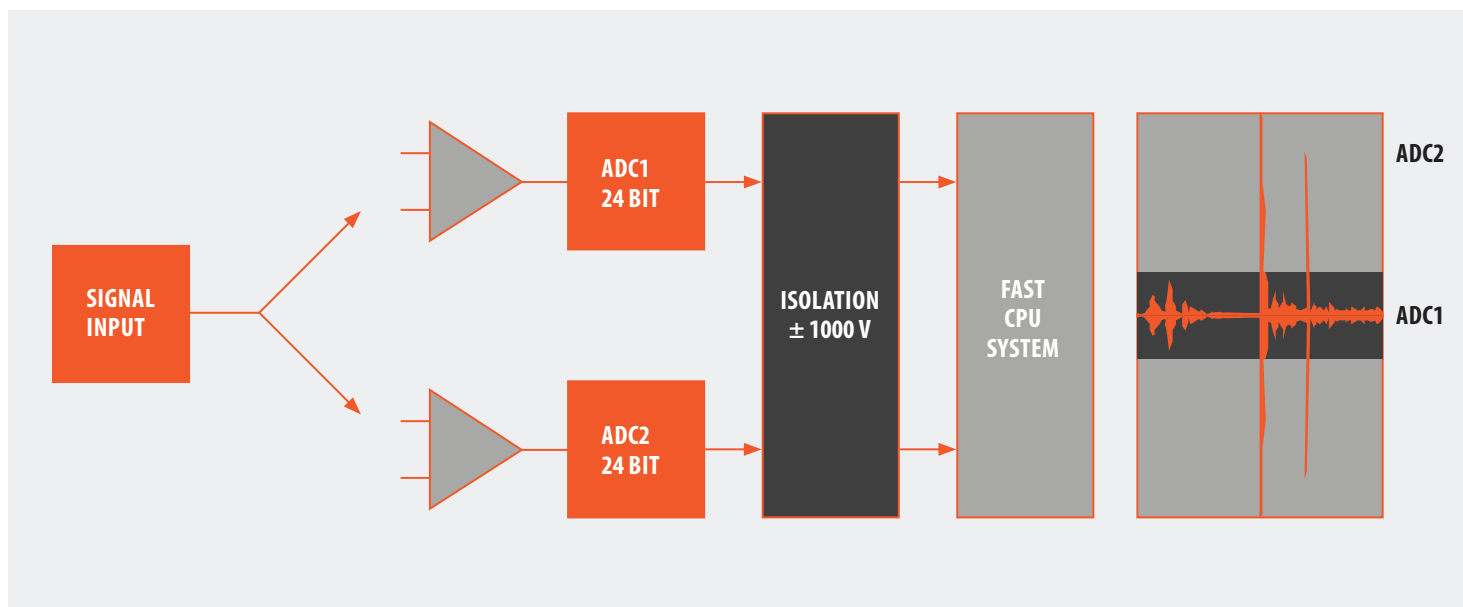 SIGNAL
INPUT
ADC1
24 BIT
ADC2
24 BIT
ISOLATION
± 1000 V
FAST
CPU
SYSTEM
ADC2
ADC1